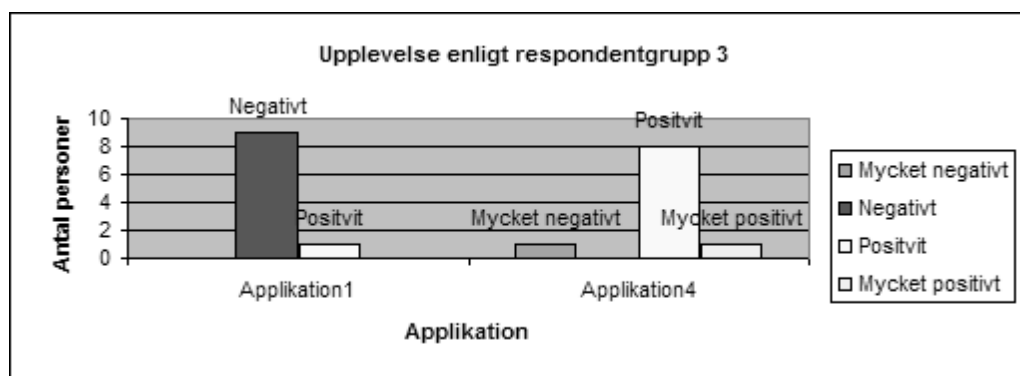 Upplevelse enligt respondentgrupp 3
Antal personer
10
8
6
4
2
0
Negativt
Positvit
Mycket negativt
Positvit
Mycket positivt
Applikation1
Applikation4
Applikation
Mycket negativt
Negativt
Positvit
Mycket positivt